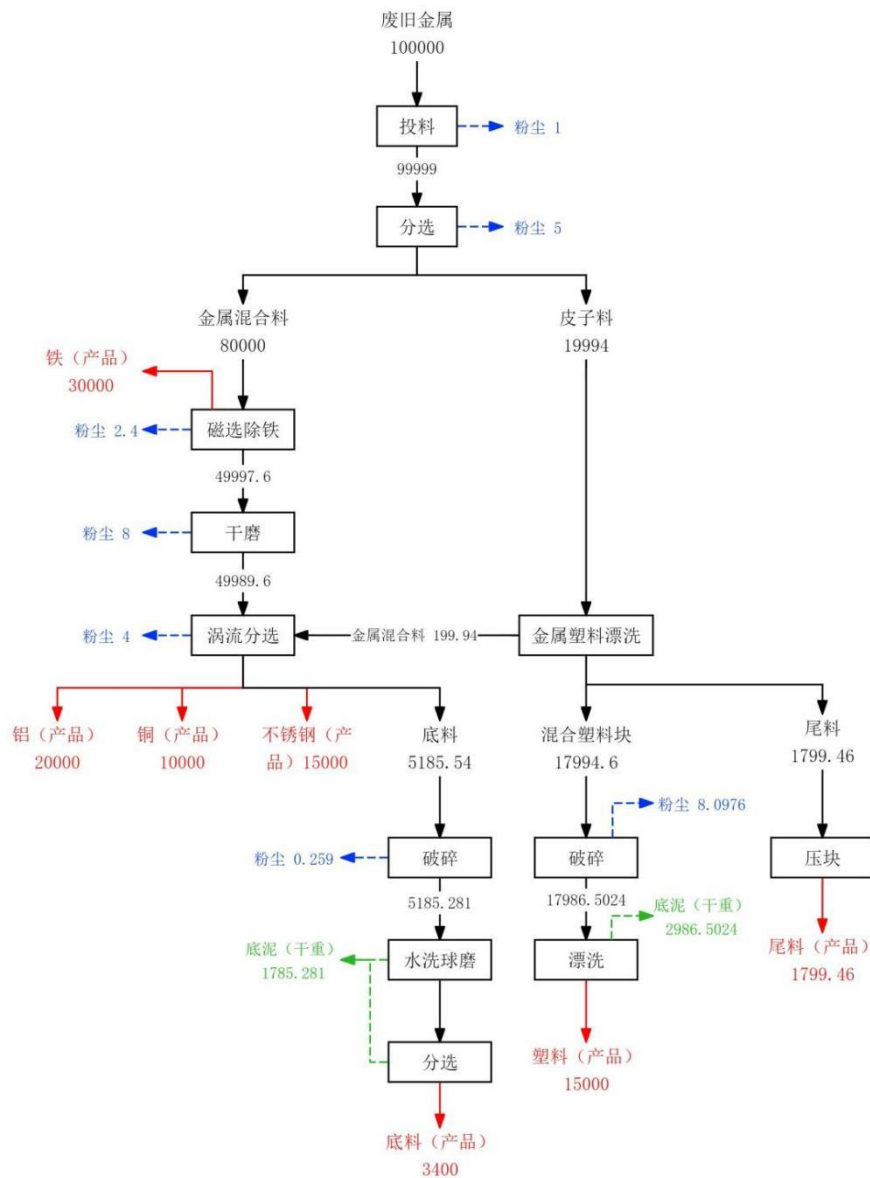 废旧金属
100000
投料
粉尘 1
99999
分选
粉尘 5
金属混合料
80000
皮子料
19994
铁（产品）
30000
粉尘 2.4
磁选除铁
49997.6
粉尘 8
干磨
49989.6
粉尘 4
涡流分选
金属混合料 199.94
金属塑料漂洗
铝（产品）
20000
铜（产品）
10000
不锈钢（产
品）15000
底料
5185.54
混合塑料块
17994.6
尾料
1799.46
粉尘 8.0976
粉尘 0.259
破碎
破碎
压块
5185.281
17986.5024
底泥（干重）
2986.5024
底泥（干重）
1785.281
水洗球磨
漂洗
尾料（产品）
1799.46
分选
塑料（产品）
15000
底料（产品）
3400